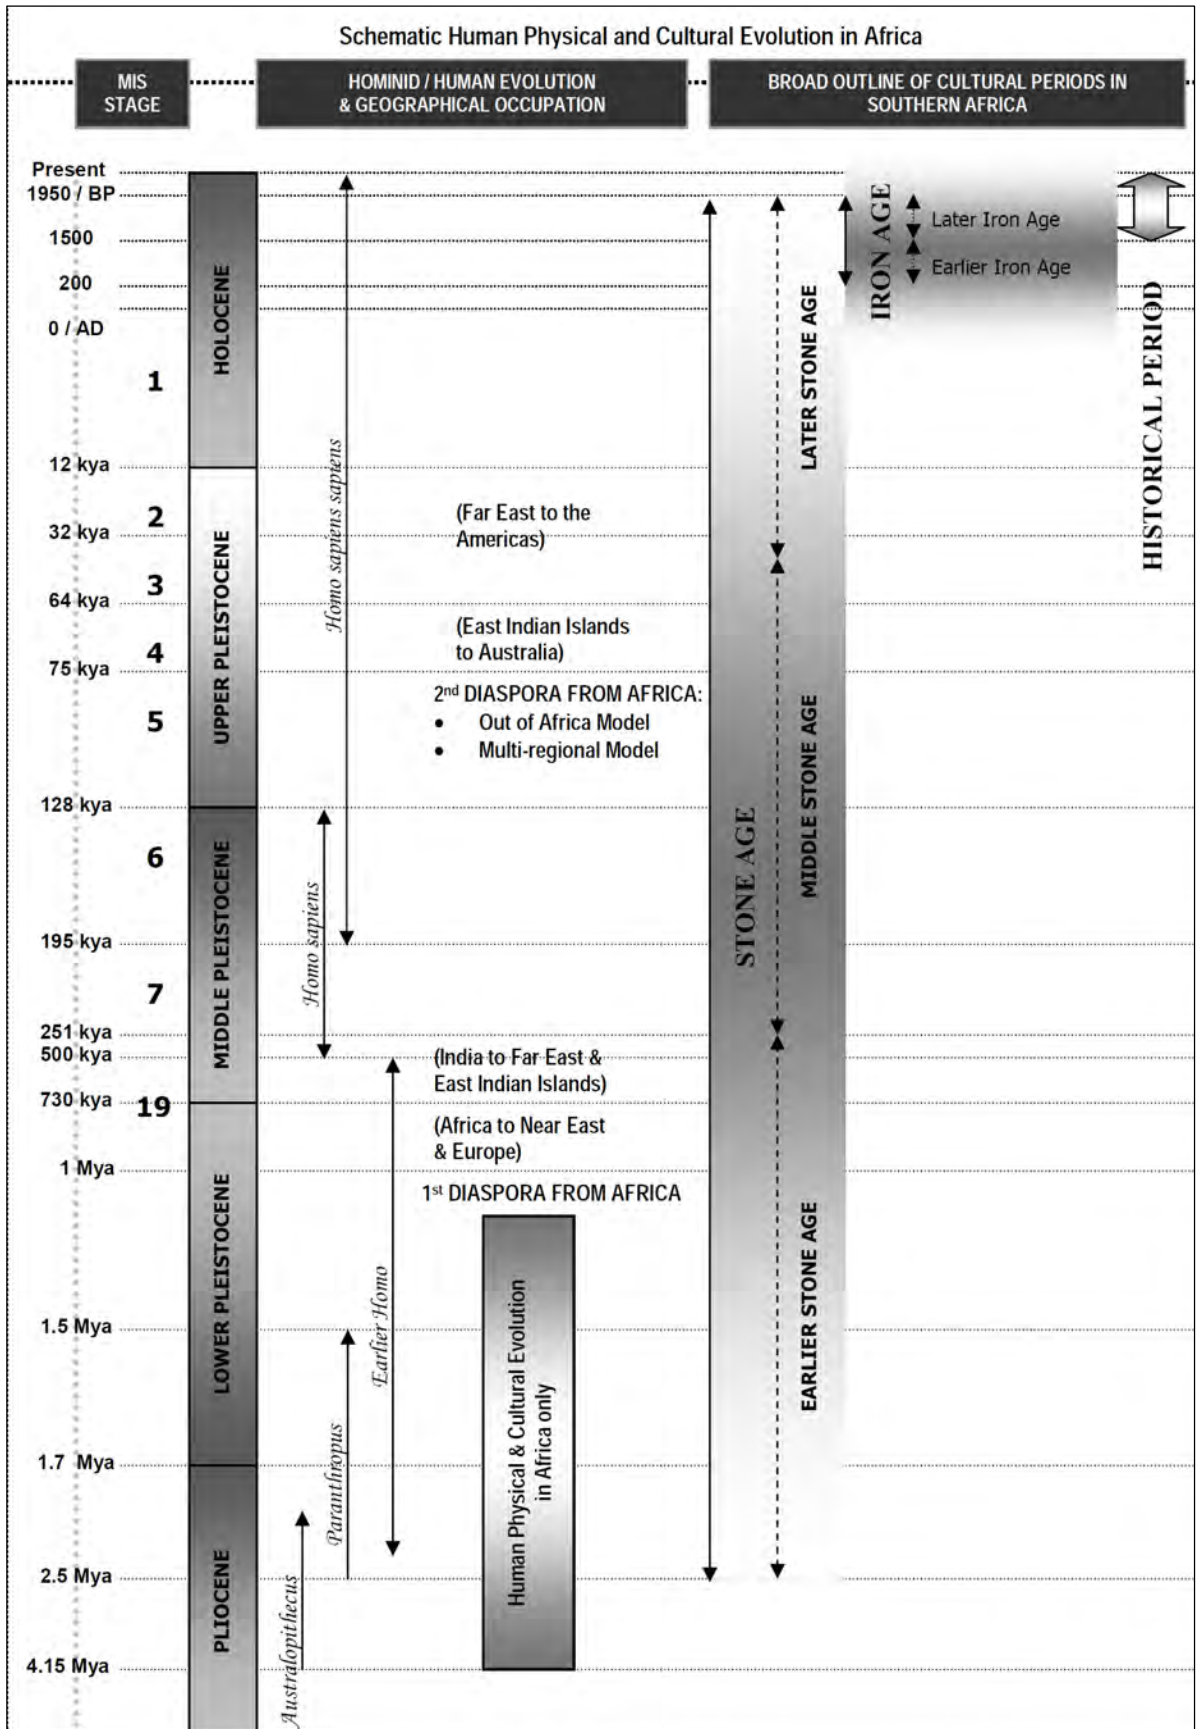 Schematic Human Physical and Cultural Evolution in Africa
MIS
STAGE
HOMINID / HUMAN EVOLUTION
& GEOGRAPHICAL OCCUPATION
BROAD OUTLINE OF CULTURAL PERIODS IN
SOUTHERN AFRICA
Present
1950 / BP
1500
200
0 / AD
1
12 kya
2
32 kya
3
64 kya
4
75 kya
5
128 kya
6
195 kya
7
251 kya
500 kya
730 kya
19
1 Mya
1.5 Mya
1.7 Mya
2.5 Mya
4.15 Mya
HOLOCENE
UPPER PLEISTOCENE
MIDDLE PLEISTOCENE
LOWER PLEISTOCENE
PLIOCENE
Homo sapiens sapiens
Homo sapiens
Earlier Homo
Paranthropus
Australopithecus
(Far East to the
Americas)
(East Indian Islands
to Australia)
2nd DIASPORA FROM AFRICA:
• Out of Africa Model
• Multi-regional Model
(India to Far East &
East Indian Islands)
(Africa to Near East
& Europe)
1st DIASPORA FROM AFRICA
Human Physical & Cultural Evolution
in Africa only
STONE AGE
LATER STONE AGE
MIDDLE STONE AGE
EARLIER STONE AGE
IRON AGE
Later Iron Age
Earlier Iron Age
HISTORICAL PERIOD